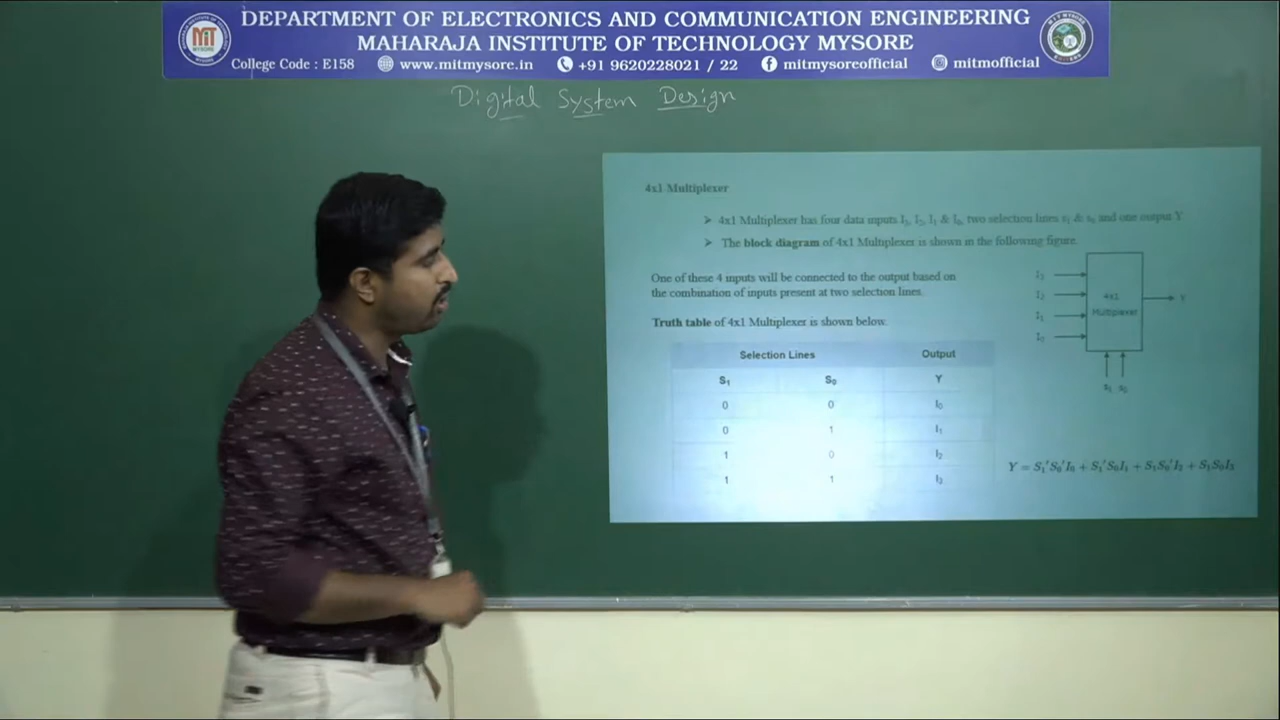 DEPARTMENT OF ELECTRONICS AND COMMUNICATION ENGINEERING
MAHARAJA INSTITUTE OF TECHNOLOGY MYSORE
College Code : E158 www.mitmysore.in +91 9620228021 / 22 mitmysoreofficial mitmofficial
MIT
MYSORE
Digital System Design
4x1 Multiplexer
➢ 4x1 Multiplexer has four data inputs I₃, I₂, I₁ & I₀, two selection lines s₁ & s₀ and one output Y.
➢ The block diagram of 4x1 Multiplexer is shown in the following figure.
One of these 4 inputs will be connected to the output based on
the combination of inputs present at two selection lines.
Truth table of 4x1 Multiplexer is shown below.
Selection Lines Output
S₁ S₀ Y
0 0 I₀
0 1 I₁
1 0 I₂
1 1 I₃
I₃
I₂
I₁
I₀
4x1
Multiplexer
Y
s₁ s₀
Y = S₁'S₀'I₀ + S₁'S₀I₁ + S₁S₀'I₂ + S₁S₀I₃